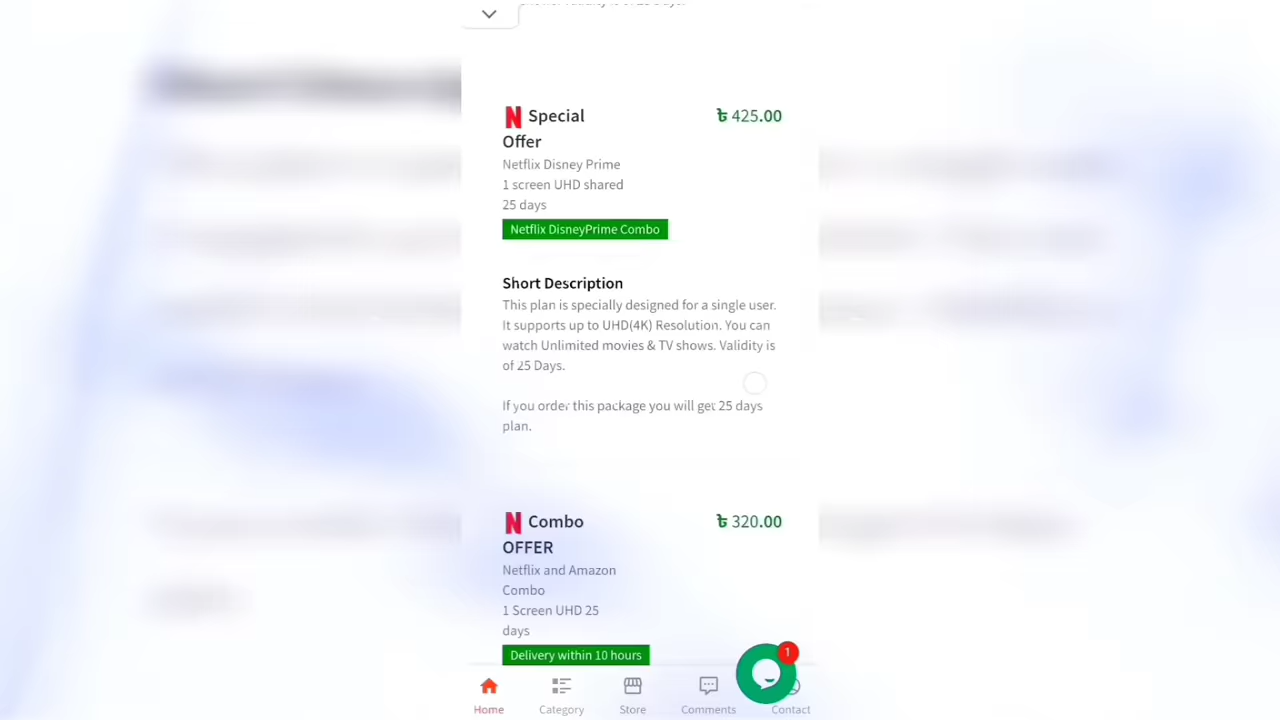 N Special
৳ 425.00
Offer
Netflix Disney Prime
1 screen UHD shared
25 days
Netflix DisneyPrime Combo
Short Description
This plan is specially designed for a single user.
It supports up to UHD(4K) Resolution. You can
watch Unlimited movies & TV shows. Validity is
of 25 Days.
If you order this package you will get 25 days
plan.
N Combo
৳ 320.00
OFFER
Netflix and Amazon
Combo
1 Screen UHD 25
days
Delivery within 10 hours
1
Home
Category
Store
Comments
Contact